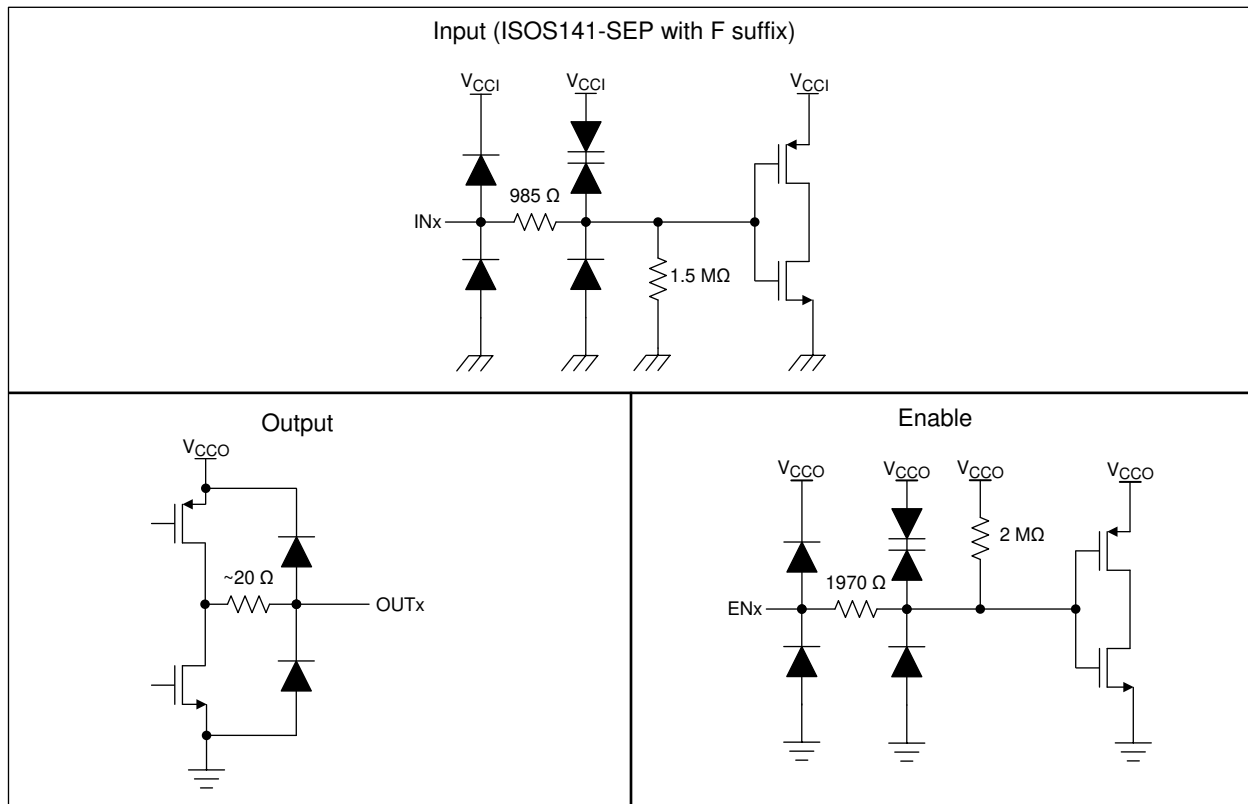 Input (ISOS141-SEP with F suffix)
VCCI VCCI VCCI
985 Ω
INx
1.5 MΩ
Output
VCCO
~20 Ω
OUTx
Enable
VCCO VCCO VCCO VCCO
2 MΩ
1970 Ω
ENx